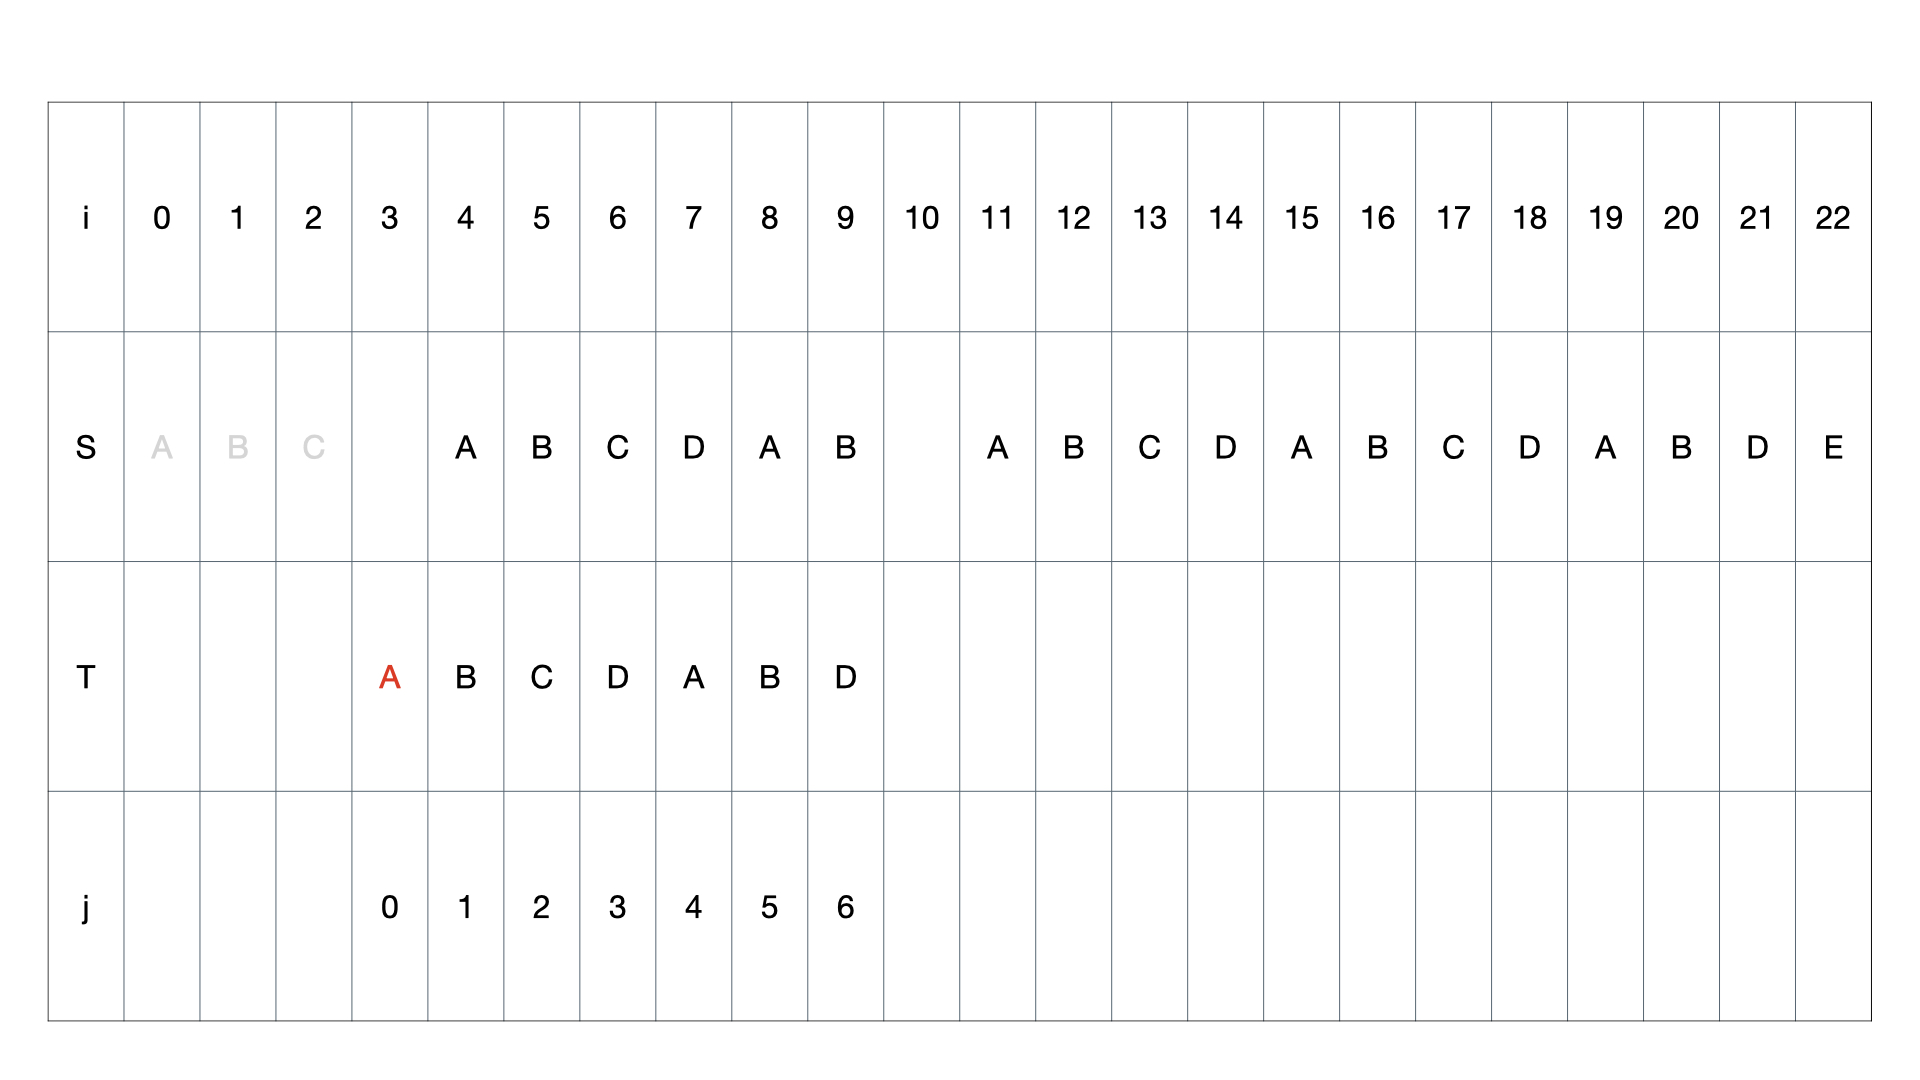 i 0 1 2 3 4 5 6 7 8 9 10 11 12 13 14 15 16 17 18 19 20 21 22
S A B C A B C D A B A B C D A B C D A B D E
T A B C D A B D
j 0 1 2 3 4 5 6